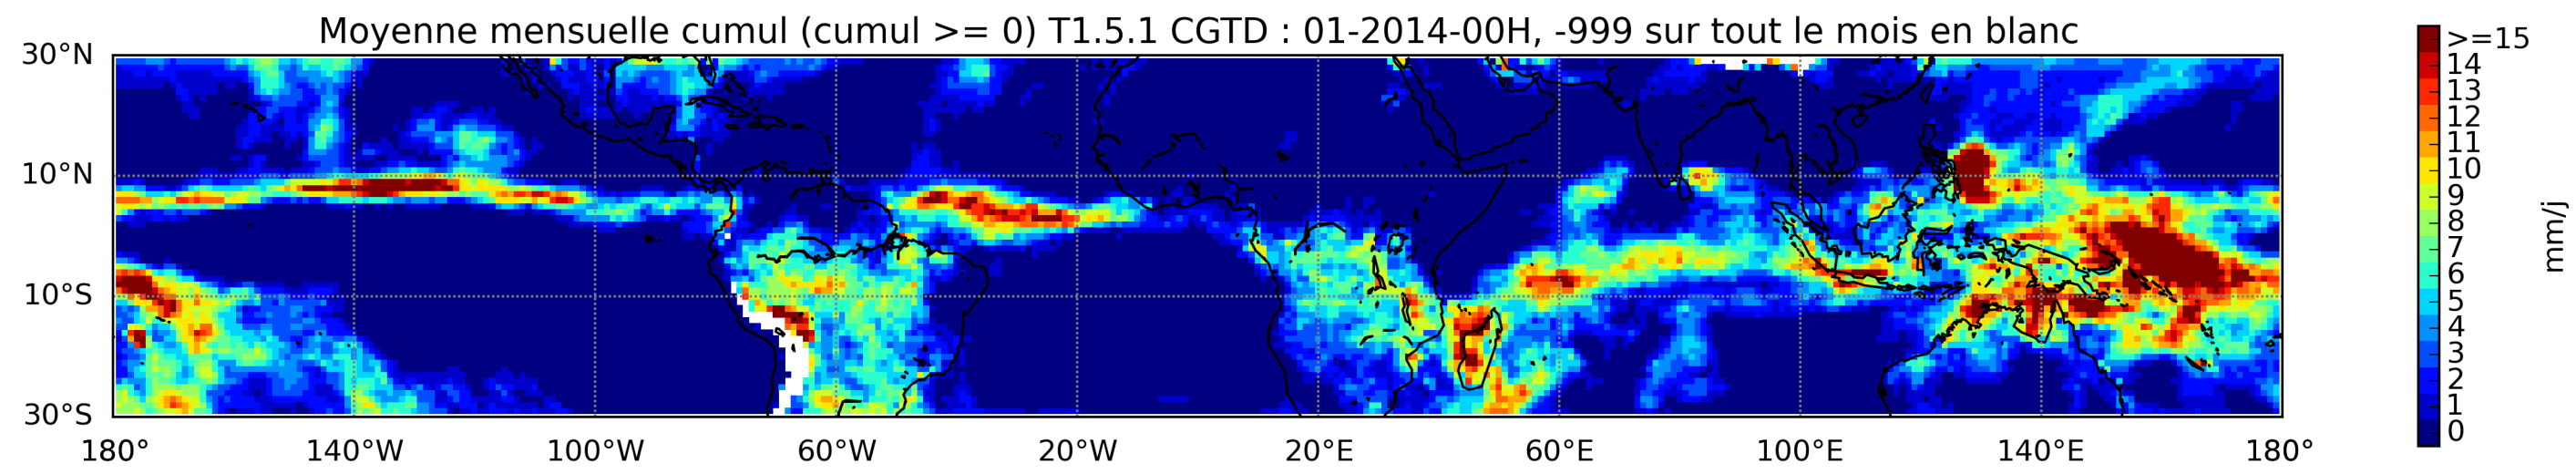 Moyenne mensuelle cumul (cumul >= 0) T1.5.1 CGTD : 01-2014-00H, -999 sur tout le mois en blanc
30°N
10°N
10°S
30°S
180° 140°W 100°W 60°W 20°W 20°E 60°E 100°E 140°E 180°
>=15
14
13
12
11
10
9
8
7
6
5
4
3
2
1
0
mm/j